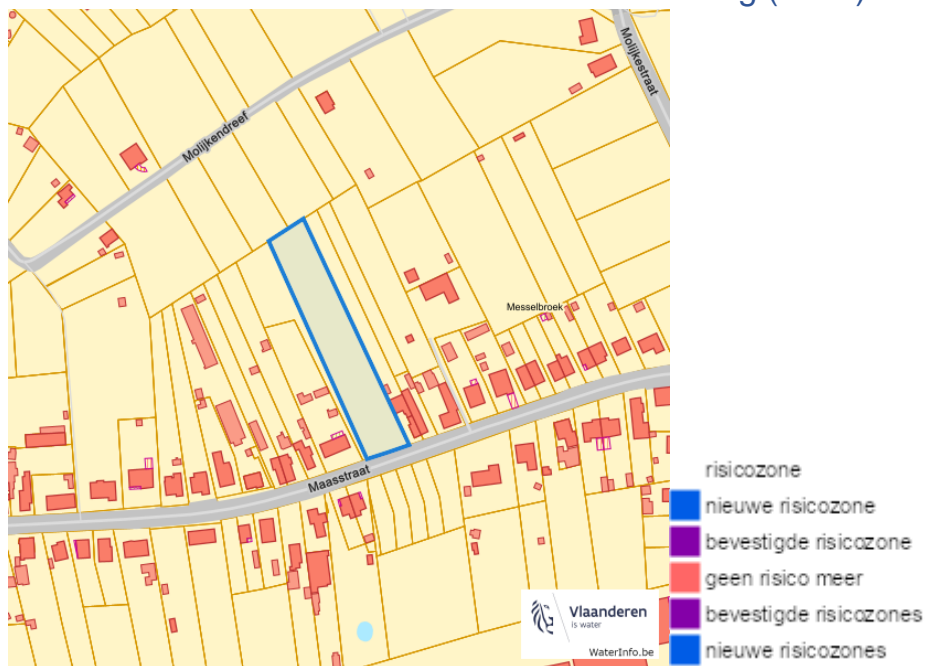 g (
)
Molijkestraat
Molijkendreef
Messelbroek
Maasstraat
Vlaanderen
is water
WaterInfo.be
risicozone
nieuwe risicozone
bevestigde risicozone
geen risico meer
bevestigde risicozones
nieuwe risicozones